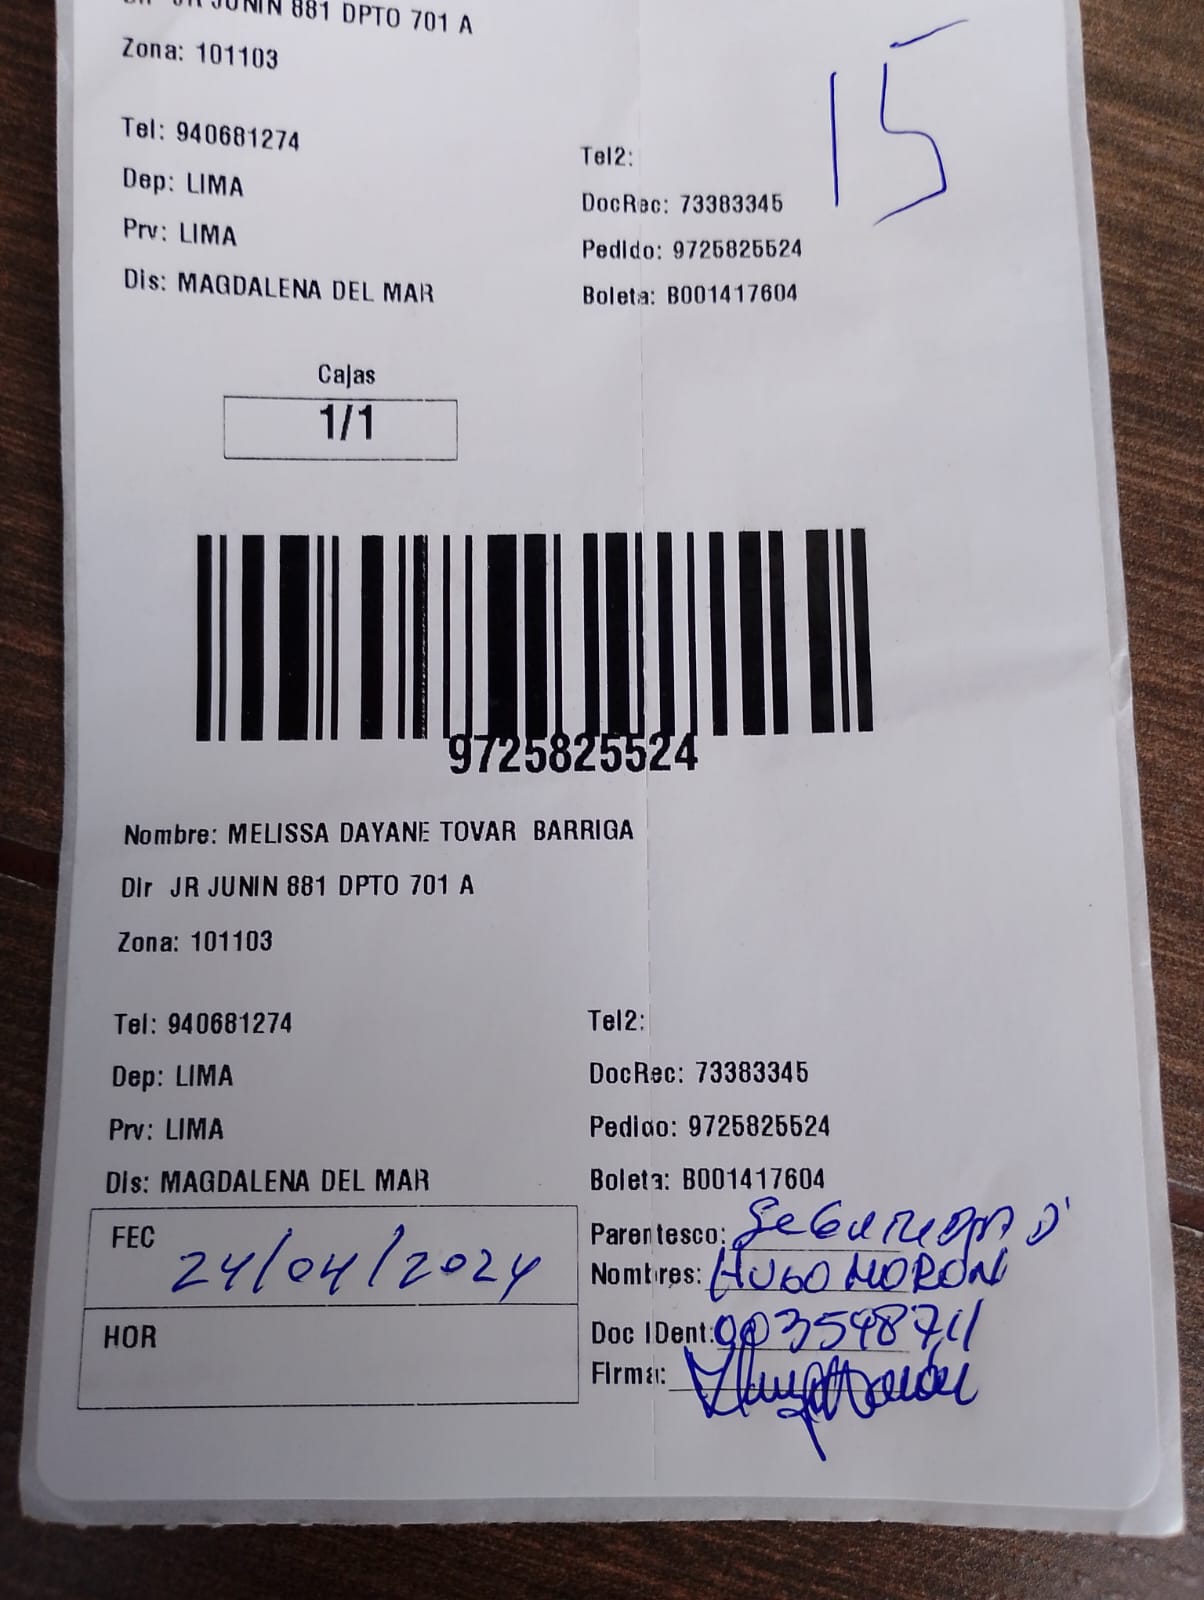 Dir JR JUNIN 881 DPTO 701 A
Zona: 101103
15
Tel: 940681274
Tel2:
Dep: LIMA
DocRec: 73383345
Prv: LIMA
Pedido: 9725825524
Dis: MAGDALENA DEL MAR
Boleta: B001417604
Cajas
1/1
9725825524
Nombre: MELISSA DAYANE TOVAR BARRIGA
Dir JR JUNIN 881 DPTO 701 A
Zona: 101103
Tel: 940681274
Tel2:
Dep: LIMA
DocRec: 73383345
Prv: LIMA
Pedido: 9725825524
Dis: MAGDALENA DEL MAR
Boleta: B001417604
FEC 24/04/2024
Parentesco: SeGURIDAD
Nombres: HUGO MORON
HOR
Doc IDent:
Firma: